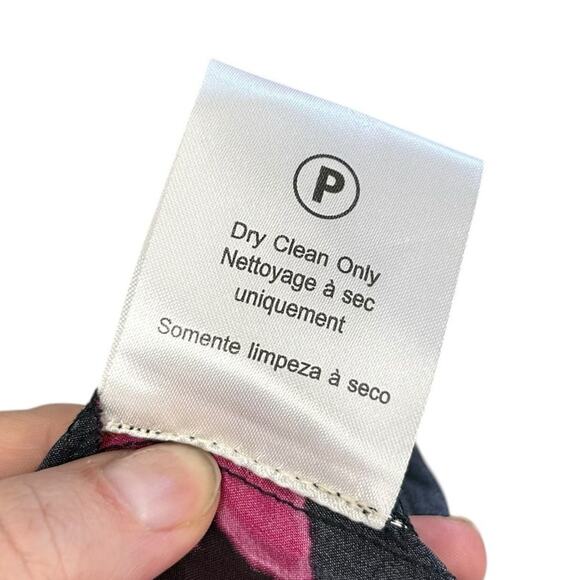 P
Dry Clean Only
Nettoyage à sec
uniquement
Somente limpeza à seco